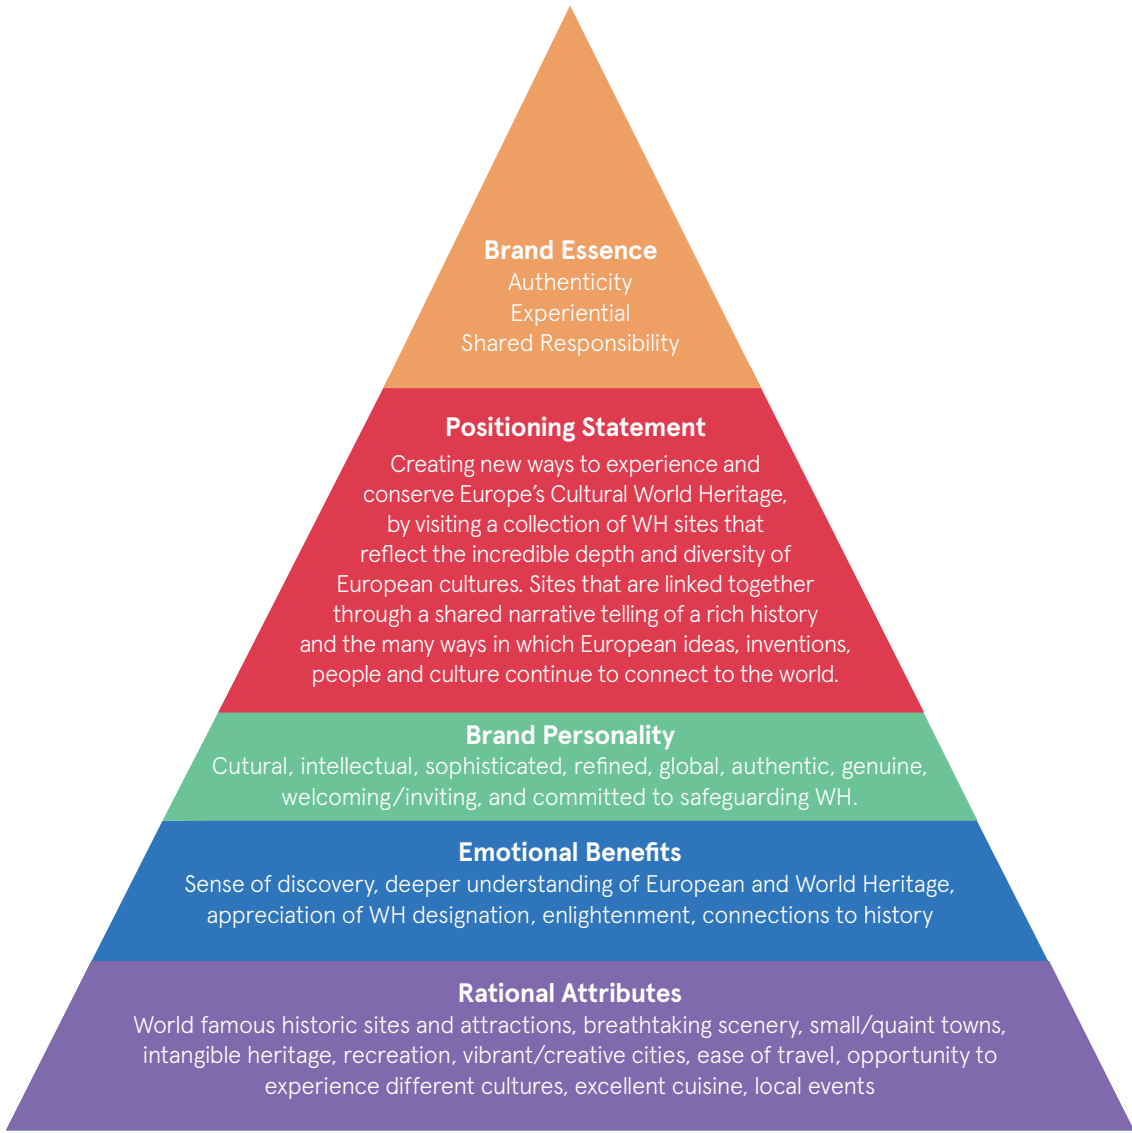 Brand Essence
Authenticity
Experiential
Shared Responsibility
Positioning Statement
Creating new ways to experience and
conserve Europe’s Cultural World Heritage,
by visiting a collection of WH sites that
reflect the incredible depth and diversity of
European cultures. Sites that are linked together
through a shared narrative telling of a rich history
and the many ways in which European ideas, inventions,
people and culture continue to connect to the world.
Brand Personality
Cutural, intellectual, sophisticated, refined, global, authentic, genuine,
welcoming/inviting, and committed to safeguarding WH.
Emotional Benefits
Sense of discovery, deeper understanding of European and World Heritage,
appreciation of WH designation, enlightenment, connections to history
Rational Attributes
World famous historic sites and attractions, breathtaking scenery, small/quaint towns,
intangible heritage, recreation, vibrant/creative cities, ease of travel, opportunity to
experience different cultures, excellent cuisine, local events